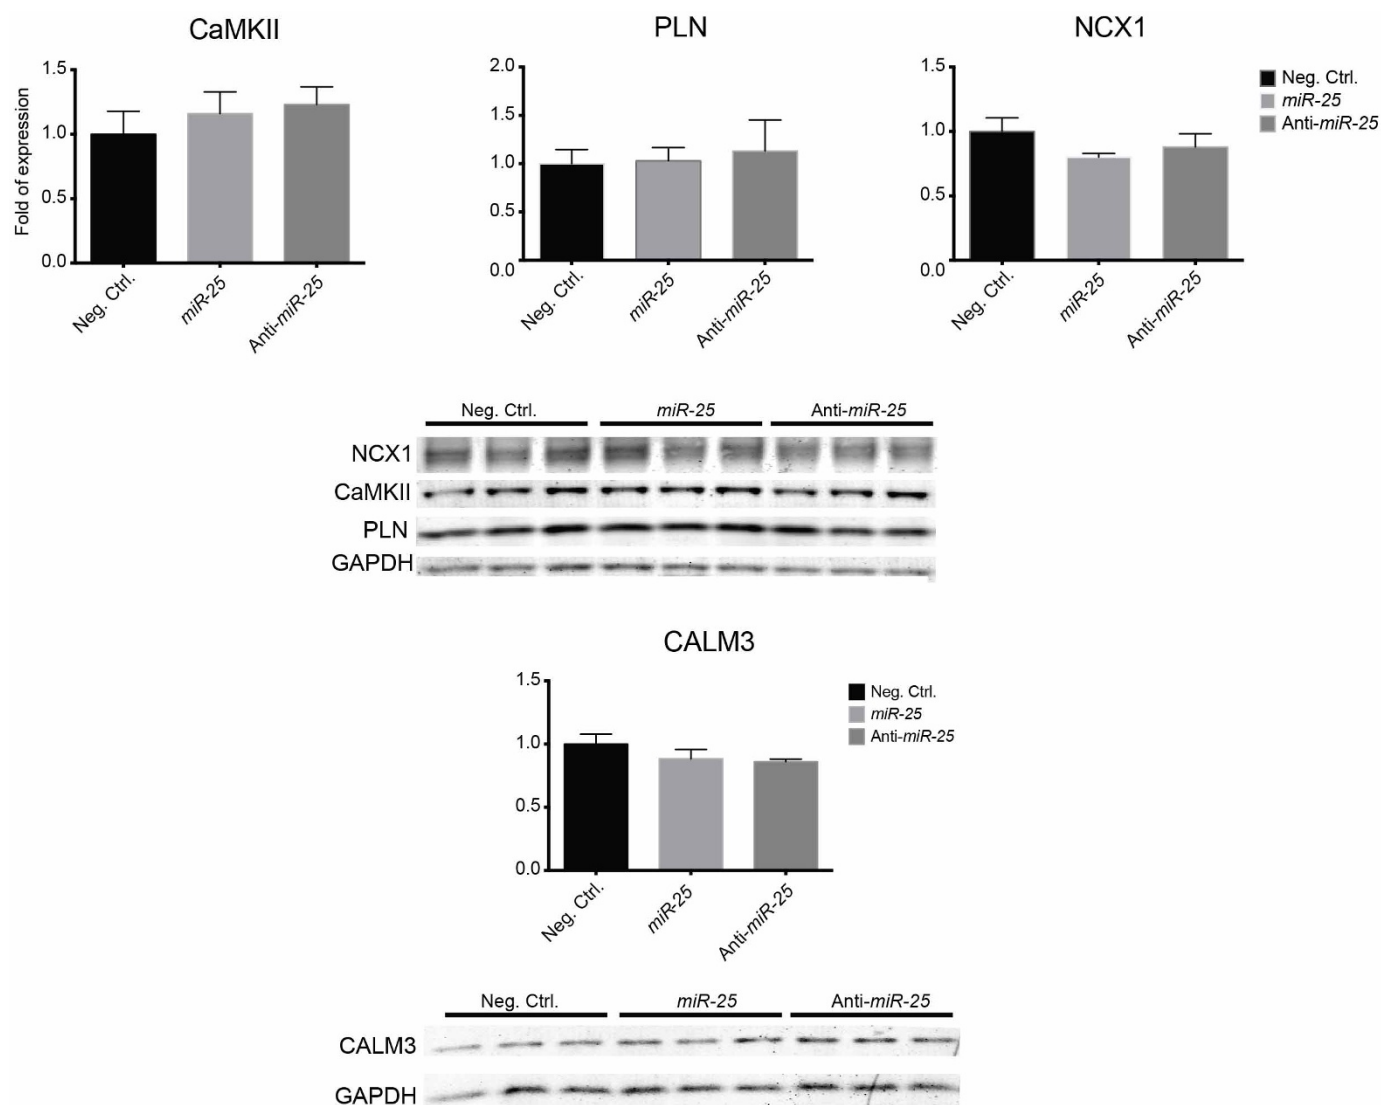 CaMKII
Fold of expression
1.5
1.0
0.5
0.0
Neg. Ctrl.
miR-25
Anti-miR-25
PLN
2.0
1.5
1.0
0.5
0.0
Neg. Ctrl.
miR-25
Anti-miR-25
NCX1
1.5
1.0
0.5
0.0
Neg. Ctrl.
miR-25
Anti-miR-25
Neg. Ctrl.
miR-25
Anti-miR-25
Neg. Ctrl. miR-25 Anti-miR-25
NCX1
CaMKII
PLN
GAPDH
CALM3
1.5
1.0
0.5
0.0
Neg. Ctrl.
miR-25
Anti-miR-25
Neg. Ctrl.
miR-25
Anti-miR-25
Neg. Ctrl. miR-25 Anti-miR-25
CALM3
GAPDH